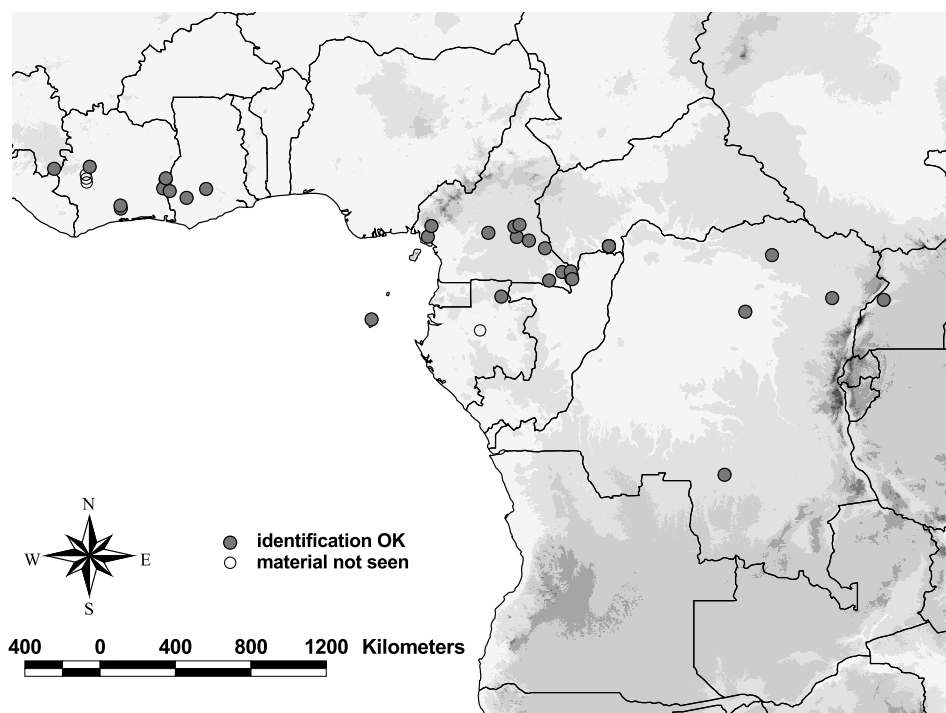 N
W E
S
identification OK
material not seen
400 0 400 800 1200 Kilometers